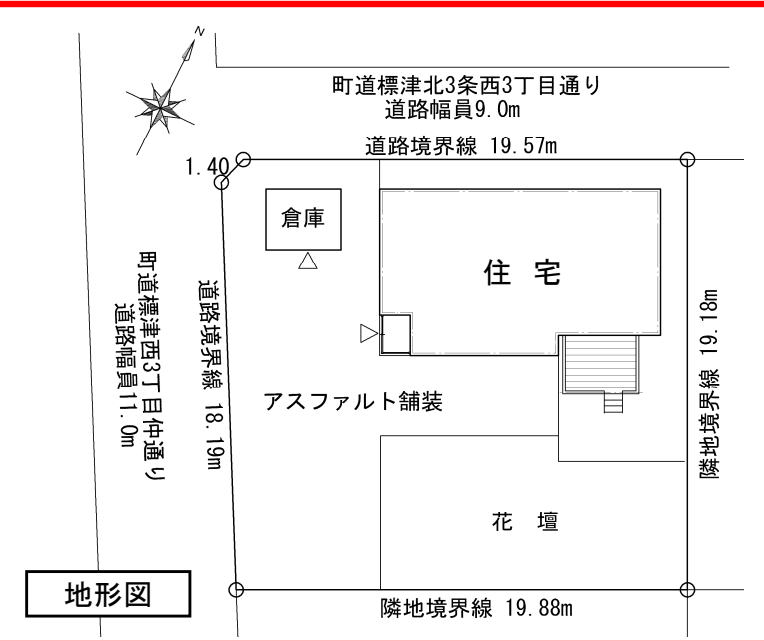 N
町道標津北3条西3丁目通り
道路幅員9.0m
道路境界線 19.57m
1.40
倉庫
住 宅
町道標津西3丁目仲通り
道路幅員11.0m
道路境界線 18.19m
隣地境界線 19.18m
アスファルト舗装
花 壇
地形図
隣地境界線 19.88m